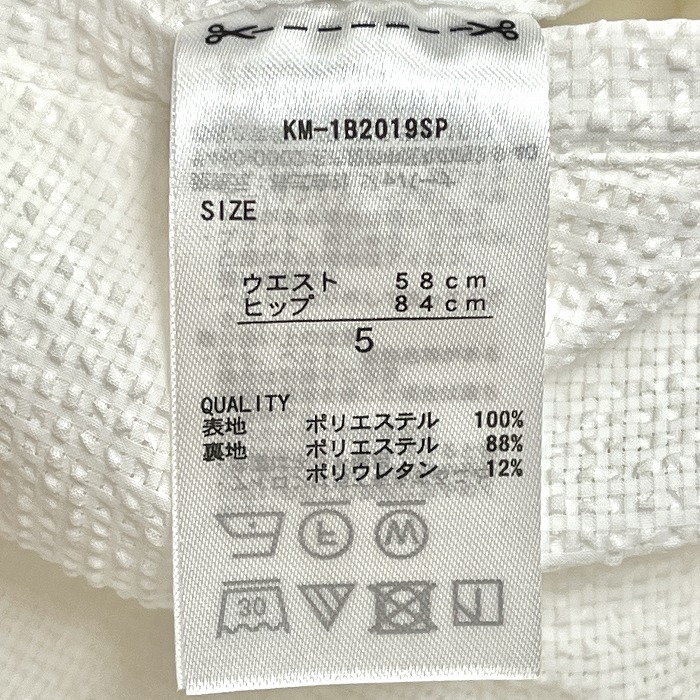 KM-1B2019SP
SIZE
ウエスト 58cm
ヒップ 84cm
5
QUALITY
表地 ポリエステル 100%
裏地 ポリエステル 88%
ポリウレタン 12%
F W
30